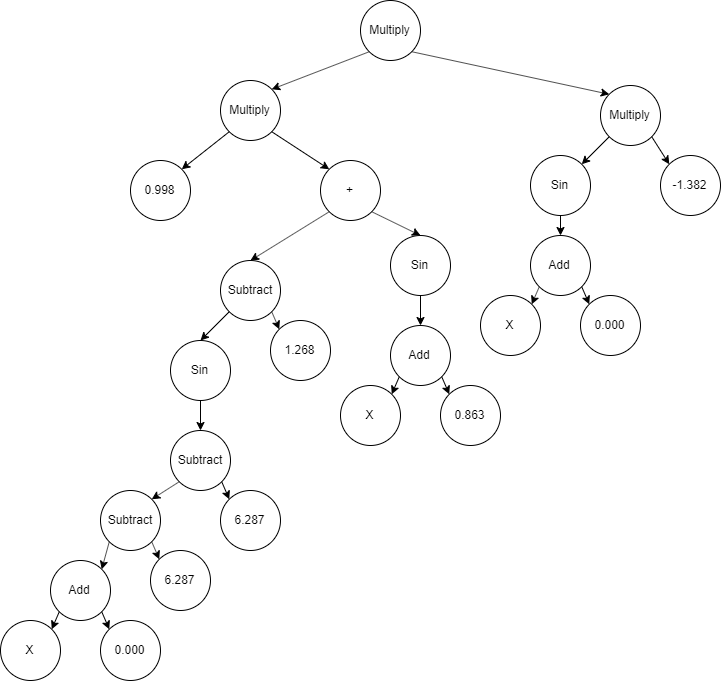 Multiply
Multiply
Multiply
0.998
+
Sin
-1.382
Subtract
Sin
Add
1.268
X
0.000
Sin
Add
X
0.863
Subtract
Subtract
6.287
Add
6.287
X
0.000